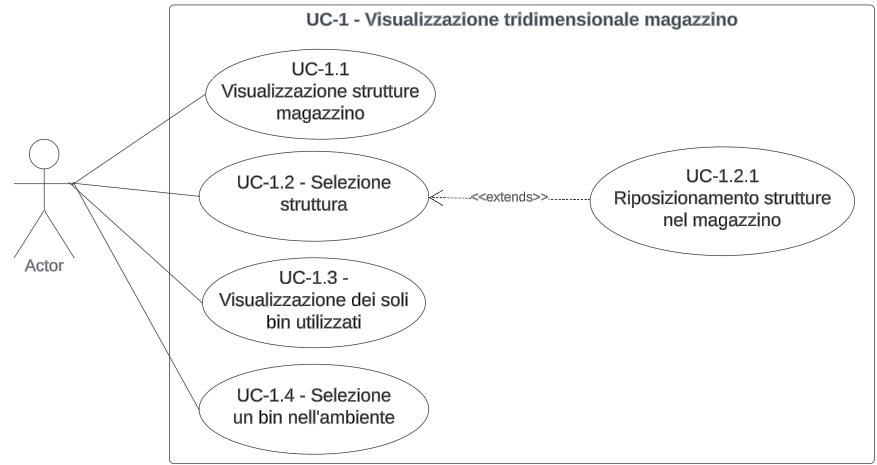 UC-1 - Visualizzazione tridimensionale magazzino
UC-1.1
Visualizzazione strutture
magazzino
UC-1.2 - Selezione
struttura
<<extends>>
UC-1.2.1
Riposizionamento strutture
nel magazzino
Actor
UC-1.3 -
Visualizzazione dei soli
bin utilizzati
UC-1.4 - Selezione
un bin nell'ambiente